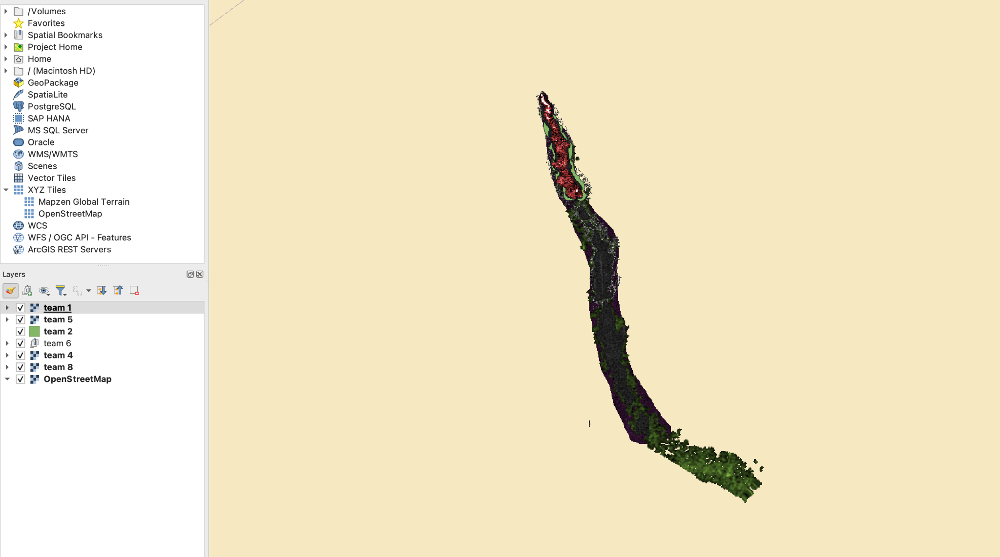 /Volumes
Favorites
Spatial Bookmarks
Project Home
Home
/ (Macintosh HD)
GeoPackage
SpatiaLite
PostgreSQL
SAP HANA
MS SQL Server
Oracle
WMS/WMTS
Scenes
Vector Tiles
XYZ Tiles
Mapzen Global Terrain
OpenStreetMap
WCS
WFS / OGC API - Features
ArcGIS REST Servers
Layers
team 1
team 5
team 2
team 6
team 4
team 8
OpenStreetMap